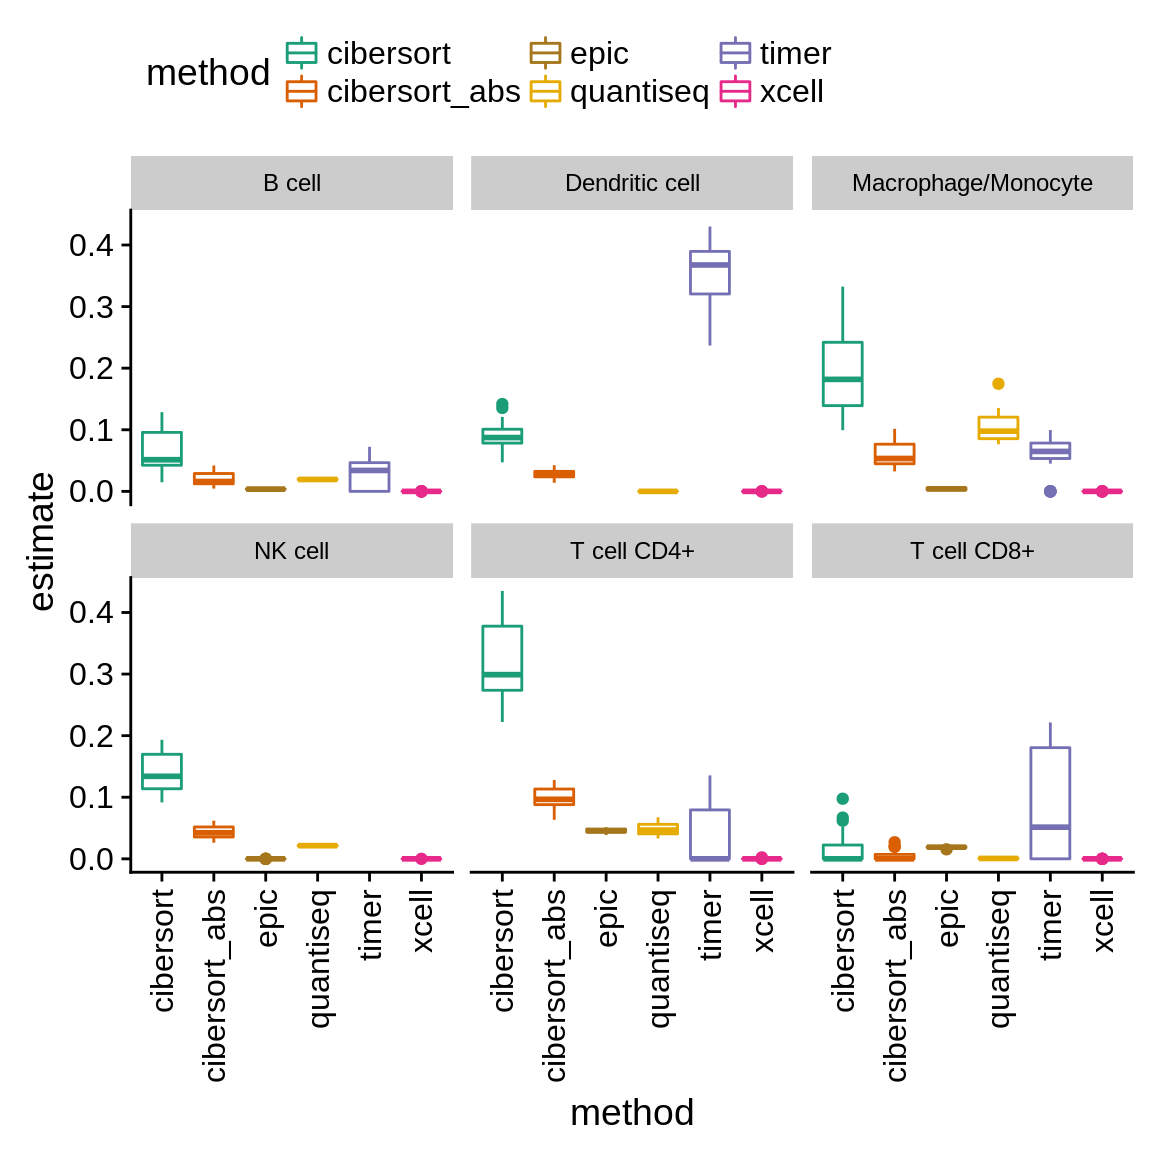 method
cibersort
epic
timer
cibersort_abs
quantiseq
xcell
B cell
Dendritic cell
Macrophage/Monocyte
0.4
0.3
0.2
0.1
0.0
estimate
NK cell
T cell CD4+
T cell CD8+
0.4
0.3
0.2
0.1
0.0
cibersort
cibersort_abs
epic
quantiseq
timer
xcell
cibersort
cibersort_abs
epic
quantiseq
timer
xcell
cibersort
cibersort_abs
epic
quantiseq
timer
xcell
method